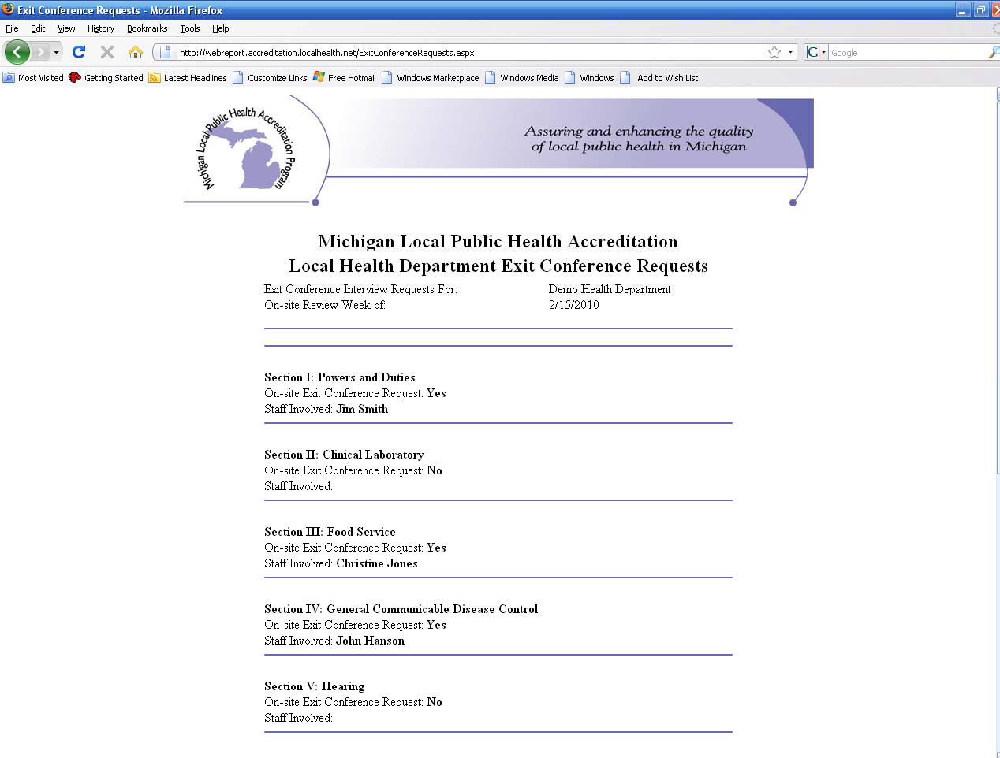 Exit Conference Requests - Mozilla Firefox
File Edit View History Bookmarks Tools Help
http://webreport.accreditation.localhealth.net/ExitConferenceRequests.aspx
G Google
Most Visited Getting Started Latest Headlines Customize Links Free Hotmail Windows Marketplace Windows Media Windows Add to Wish List
Michigan Local Public Health Accreditation Program
Assuring and enhancing the quality
of local public health in Michigan
Michigan Local Public Health Accreditation
Local Health Department Exit Conference Requests
Exit Conference Interview Requests For: Demo Health Department
On-site Review Week of: 2/15/2010
Section I: Powers and Duties
On-site Exit Conference Request: Yes
Staff Involved: Jim Smith
Section II: Clinical Laboratory
On-site Exit Conference Request: No
Staff Involved:
Section III: Food Service
On-site Exit Conference Request: Yes
Staff Involved: Christine Jones
Section IV: General Communicable Disease Control
On-site Exit Conference Request: Yes
Staff Involved: John Hanson
Section V: Hearing
On-site Exit Conference Request: No
Staff Involved: